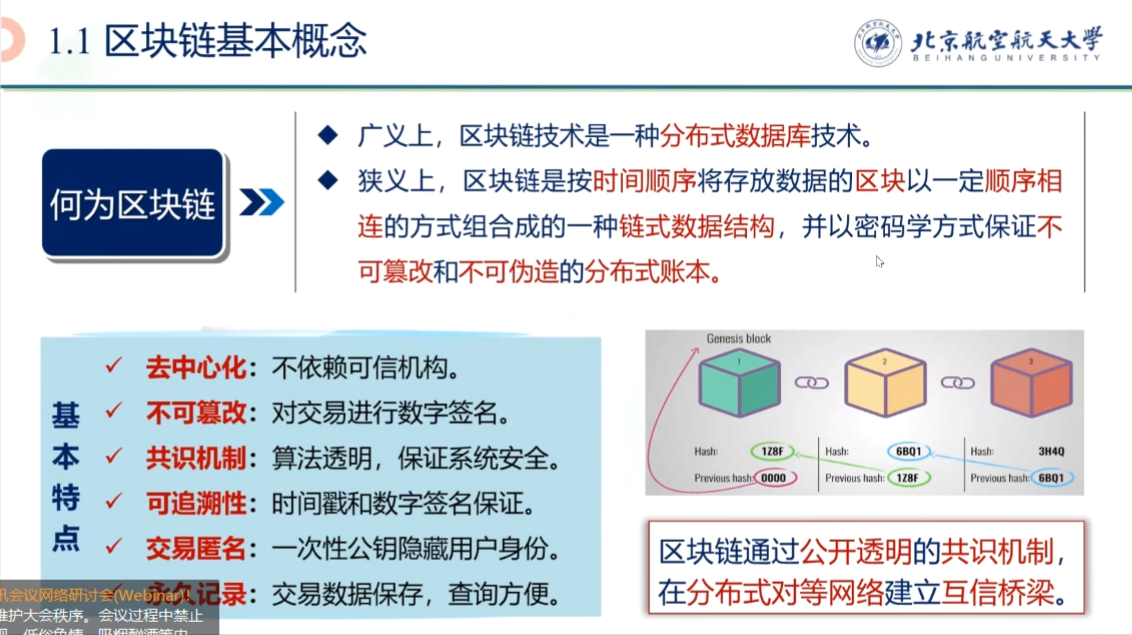 1.1 区块链基本概念
北京航空航天大学
BEIHANG UNIVERSITY
何为区块链
广义上，区块链技术是一种分布式数据库技术。
狭义上，区块链是按时间顺序将存放数据的区块以一定顺序相
连的方式组合成的一种链式数据结构，并以密码学方式保证不
可篡改和不可伪造的分布式账本。
基本特点
✓ 去中心化：不依赖可信机构。
✓ 不可篡改：对交易进行数字签名。
✓ 共识机制：算法透明，保证系统安全。
✓ 可追溯性：时间戳和数字签名保证。
✓ 交易匿名：一次性公钥隐藏用户身份。
永久记录：交易数据保存，查询方便。
Genesis block
1
2
3
Hash: 1Z8F
Previous hash: 0000
Hash: 6BQ1
Previous hash: 1Z8F
Hash: 3H4Q
Previous hash: 6BQ1
区块链通过公开透明的共识机制，
在分布式对等网络建立互信桥梁。
讯会议网络研讨会(Webinar)！
维护大会秩序。会议过程中禁止